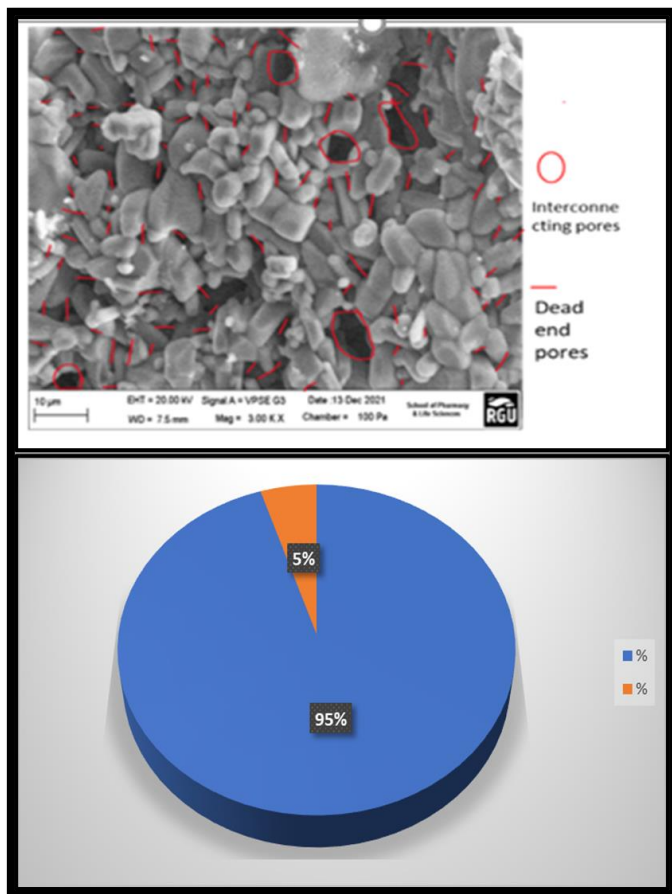 Interconne
cting pores
Dead
end
pores
10 µm
EHT = 20.00 kV Signal A = VPSE G3 Date :13 Dec 2021
WD = 7.5 mm Mag = 3.00 K X Chamber = 100 Pa
School of Pharmacy
& Life Sciences
RGU
5%
95%
%
%